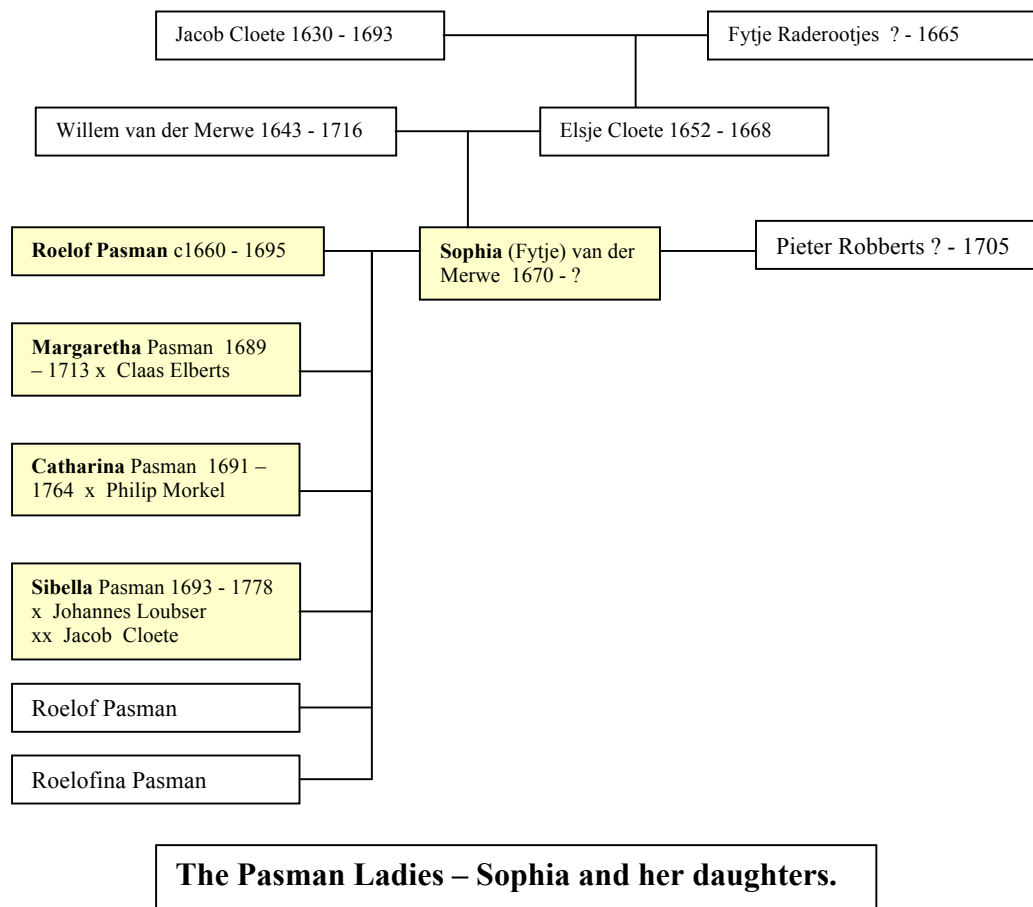 Jacob Cloete 1630 - 1693
Fytje Raderootjes ? - 1665
Willem van der Merwe 1643 - 1716
Elsje Cloete 1652 - 1668
Roelof Pasman c1660 - 1695
Sophia (Fytje) van der
Merwe 1670 - ?
Pieter Robberts ? - 1705
Margaretha Pasman 1689
– 1713 x Claas Elberts
Catharina Pasman 1691 –
1764 x Philip Morkel
Sibella Pasman 1693 - 1778
x Johannes Loubser
xx Jacob Cloete
Roelof Pasman
Roelofina Pasman
The Pasman Ladies – Sophia and her daughters.